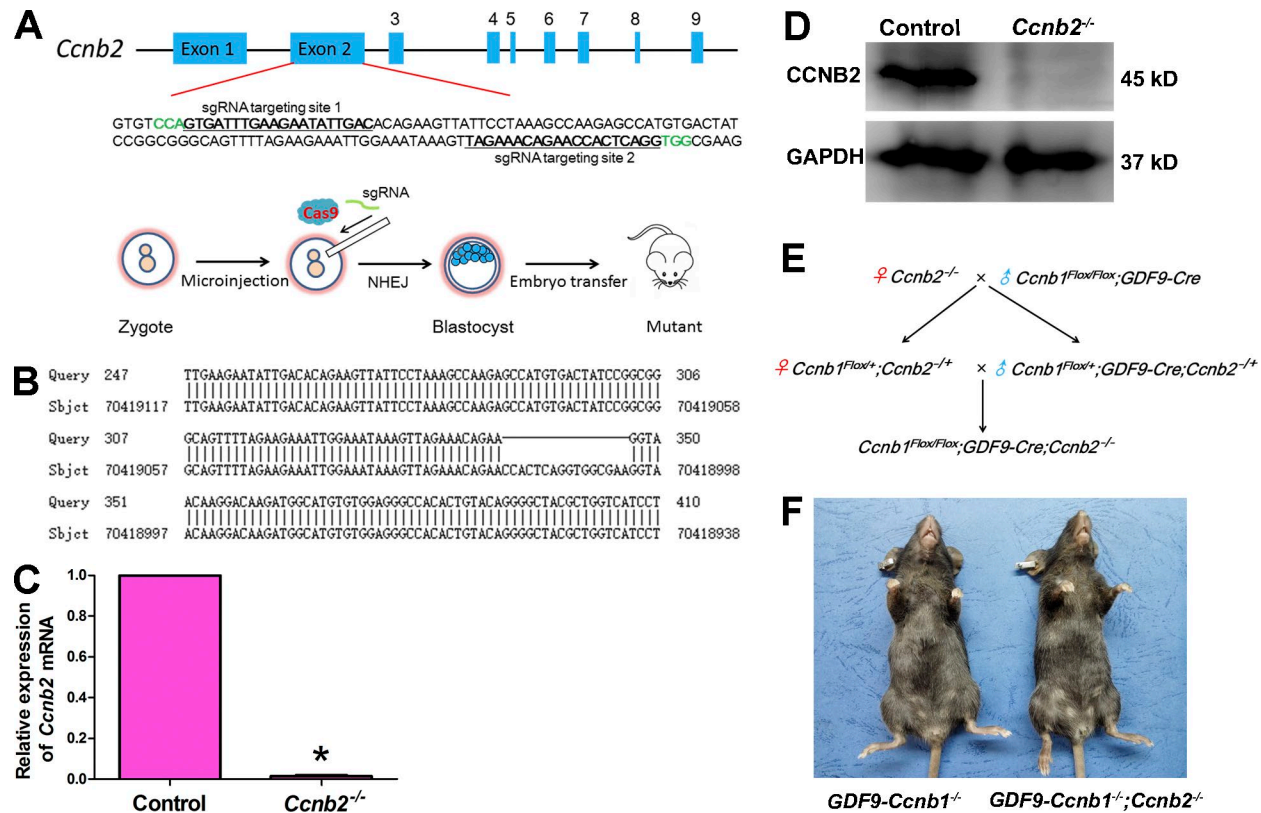 A
Ccnb2
Exon 1
Exon 2
3
4
5
6
7
8
9
sgRNA targeting site 1
GTGTCCAGTGATTTGAAGAATATTGACACAGAAGTTATTCCTAAAGCCAAGAGCCATGTGACTAT
CCGGCGGGCAGTTTTAGAAGAAATTGGAAATAAAGTTAGAAACAGAACCACTCAGGTGGCGAAG
sgRNA targeting site 2
Cas9
sgRNA
Microinjection
NHEJ
Embryo transfer
Zygote
Blastocyst
Mutant
B
Query 247 TTGAAGAATATTGACACAGAAGTTATTCCTAAAGCCAAGAGCCATGTGACTATCCGGCGG 306
Sbjct 70419117 TTGAAGAATATTGACACAGAAGTTATTCCTAAAGCCAAGAGCCATGTGACTATCCGGCGG 70419058
Query 307 GCAGTTTTAGAAGAAATTGGAAATAAAGTTAGAAACAGAA----------------GGTA 350
Sbjct 70419057 GCAGTTTTAGAAGAAATTGGAAATAAAGTTAGAAACAGAACCACTCAGGTGGCGAAGGTA 70418998
Query 351 ACAAGGACAAGATGGCATGTGTGGAGGGCCACACTGTACAGGGGCTACGCTGGTCATCCT 410
Sbjct 70418997 ACAAGGACAAGATGGCATGTGTGGAGGGCCACACTGTACAGGGGCTACGCTGGTCATCCT 70418938
C
Relative expression
of Ccnb2 mRNA
1.0
0.8
0.6
0.4
0.2
0.0
*
Control
Ccnb2-/-
D
Control
Ccnb2-/-
CCNB2
45 kD
GAPDH
37 kD
E
♀ Ccnb2-/- × ♂ Ccnb1Flox/Flox;GDF9-Cre
♀ Ccnb1Flox/+;Ccnb2-/+ × ♂ Ccnb1Flox/+;GDF9-Cre;Ccnb2-/+
Ccnb1Flox/Flox;GDF9-Cre;Ccnb2-/-
F
GDF9-Ccnb1-/-
GDF9-Ccnb1-/-;Ccnb2-/-